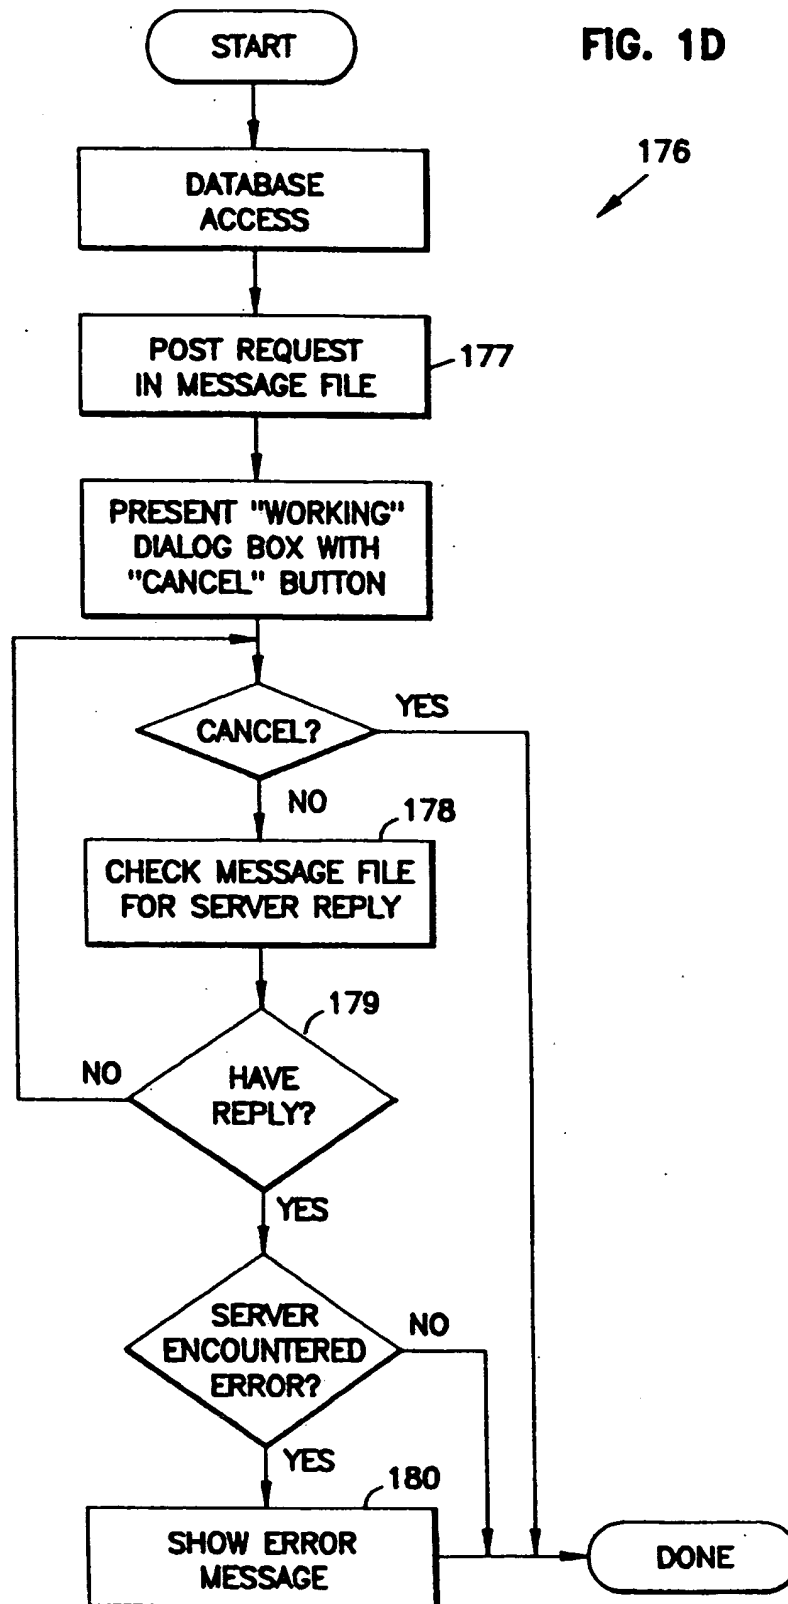 START
FIG. 1D
176
DATABASE
ACCESS
POST REQUEST
IN MESSAGE FILE
177
PRESENT "WORKING"
DIALOG BOX WITH
"CANCEL" BUTTON
CANCEL?
YES
NO
178
CHECK MESSAGE FILE
FOR SERVER REPLY
179
NO
HAVE
REPLY?
YES
SERVER
ENCOUNTERED
ERROR?
NO
YES
180
SHOW ERROR
MESSAGE
DONE